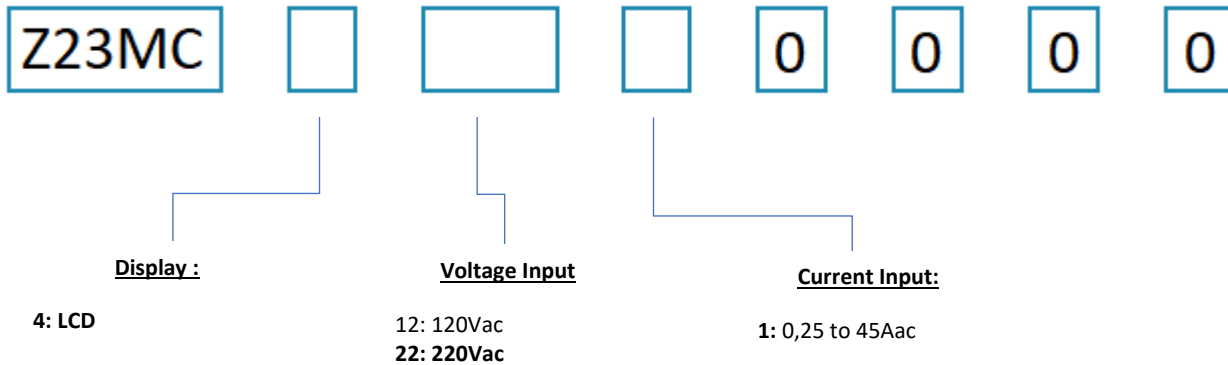 Z23MC 0 0 0 0
Display : Voltage Input Current Input:
4: LCD 12: 120Vac 1: 0,25 to 45Aac
22: 220Vac